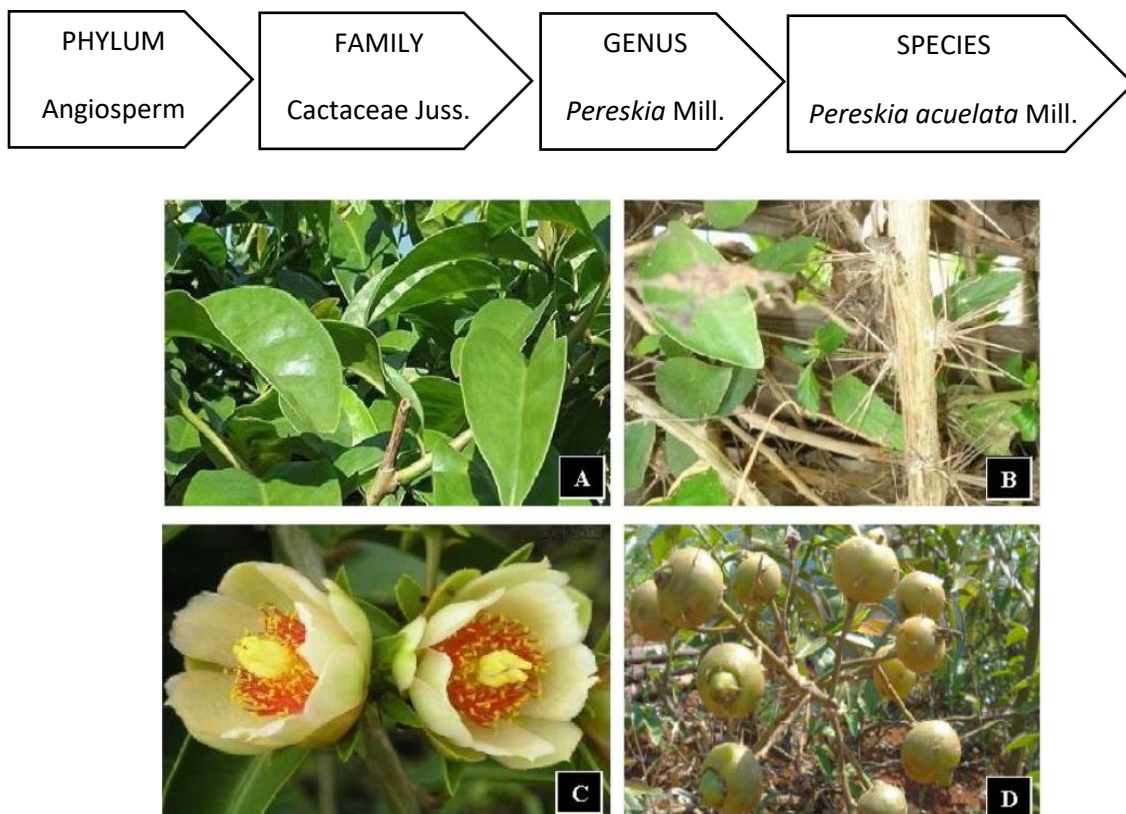 PHYLUM
Angiosperm
FAMILY
Cactaceae Juss.
GENUS
Pereskia Mill.
SPECIES
Pereskia acuelata Mill.
A
B
C
D